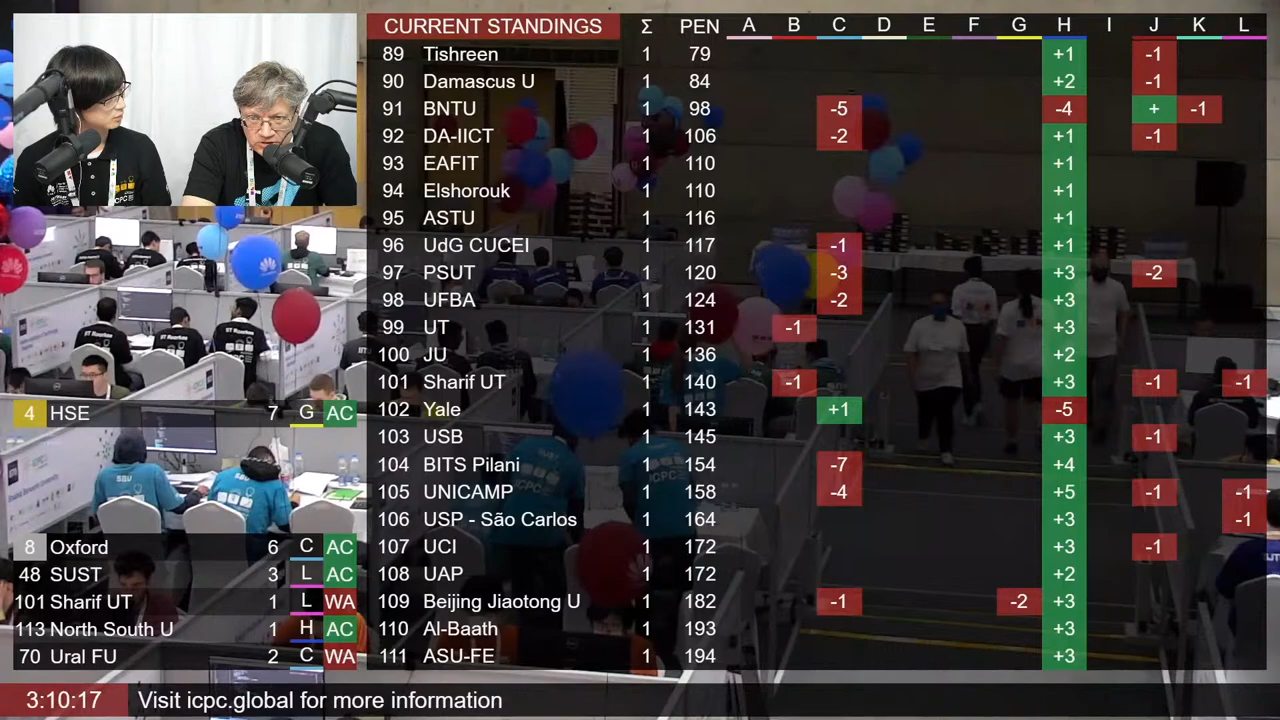 CURRENT STANDINGS Σ PEN A B C D E F G H I J K L
89 Tishreen 1 79 +1 -1
90 Damascus U 1 84 +2 -1
91 BNTU 1 98 -5 -4 + -1
92 DA-IICT 1 106 -2 +1 -1
93 EAFIT 1 110 +1
94 Elshorouk 1 110 +1
95 ASTU 1 116 +1
96 UdG CUCEI 1 117 -1 +1
97 PSUT 1 120 -3 +3 -2
98 UFBA 1 124 -2 +3
99 UT 1 131 -1 +3
100 JU 1 136 +2
101 Sharif UT 1 140 -1 +3 -1 -1
102 Yale 1 143 +1 -5
103 USB 1 145 +3 -1
104 BITS Pilani 1 154 -7 +4
105 UNICAMP 1 158 -4 +5 -1 -1
106 USP - São Carlos 1 164 +3 -1
107 UCI 1 172 +3 -1
108 UAP 1 172 +2
109 Beijing Jiaotong U 1 182 -1 -2 +3
110 Al-Baath 1 193 +3
111 ASU-FE 1 194 +3
4 HSE 7 G AC
8 Oxford 6 C AC
48 SUST 3 L AC
101 Sharif UT 1 L WA
113 North South U 1 H AC
70 Ural FU 2 C WA
3:10:17 Visit icpc.global for more information